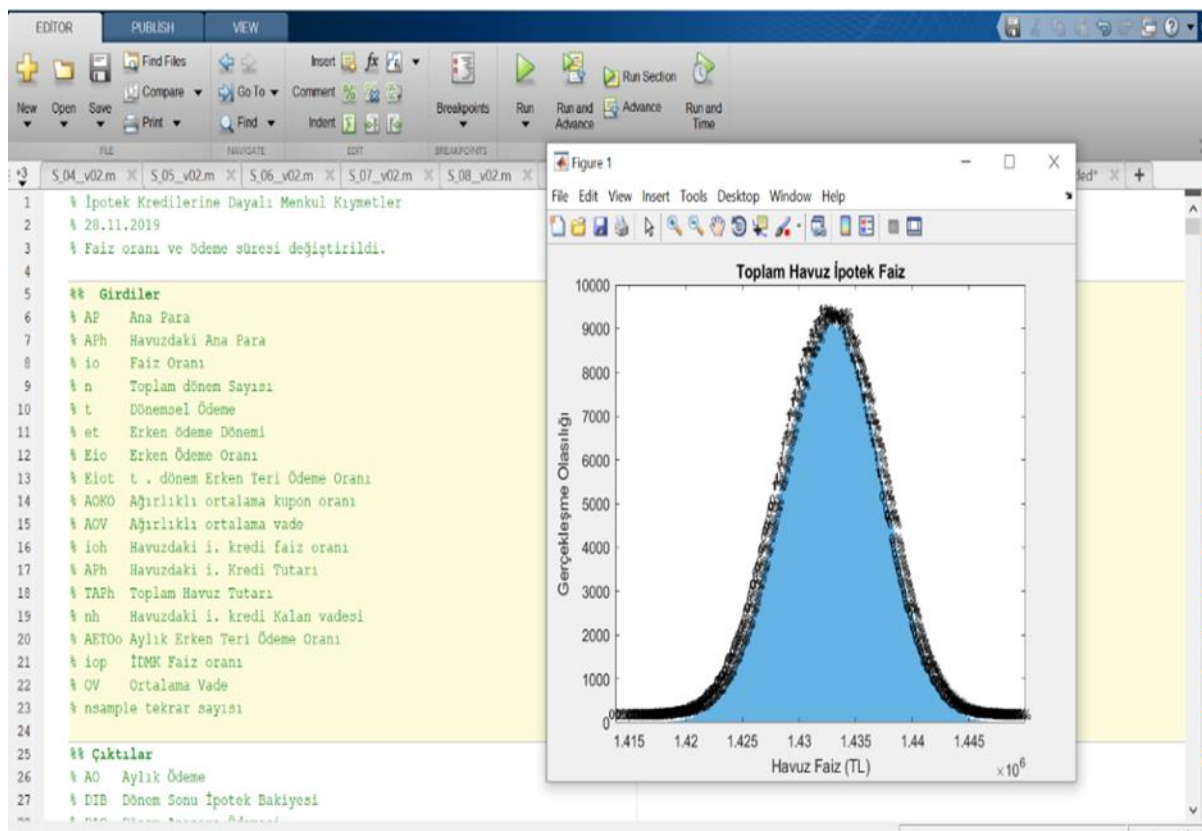 EDİTOR PUBLİSH VİEW
New Open Save Find Files Compare Print
Go To Find
Insert fx
Comment
Indent
Breakpoints
Run
Run and Advance
Run Section
Advance
Run and Time
FILE NAVIGATE EDIT BREAKPOINTS
S_04_v02.m S_05_v02.m S_06_v02.m S_07_v02.m S_08_v02.m
1 % İpotek Kredilerine Dayalı Menkul Kıymetler
2 % 28.11.2019
3 % Faiz oranı ve ödeme süresi değiştirildi.
4
5 %% Girdiler
6 % AP Ana Para
7 % APh Havuzdaki Ana Para
8 % io Faiz Oranı
9 % n Toplam dönem Sayısı
10 % t Dönemsel Ödeme
11 % et Erken ödeme Dönemi
12 % Eio Erken Ödeme Oranı
13 % Eiot t . dönem Erken Teri Ödeme Oranı
14 % AOKO Ağırlıklı ortalama kupon oranı
15 % AOV Ağırlıklı ortalama vade
16 % ioh Havuzdaki i. kredi faiz oranı
17 % APh Havuzdaki i. Kredi Tutarı
18 % TAPh Toplam Havuz Tutarı
19 % nh Havuzdaki i. kredi Kalan vadesi
20 % AETOo Aylık Erken Teri Ödeme Oranı
21 % iop İDMK Faiz oranı
22 % OV Ortalama Vade
23 % nsample tekrar sayısı
24
25 %% Çıktılar
26 % AO Aylık Ödeme
27 % DIB Dönem Sonu İpotek Bakiyesi
Figure 1
File Edit View Insert Tools Desktop Window Help
Toplam Havuz İpotek Faiz
Gerçekleşme Olasılığı
10000
9000
8000
7000
6000
5000
4000
3000
2000
1000
0
1.415 1.42 1.425 1.43 1.435 1.44 1.445
×10⁶
Havuz Faiz (TL)